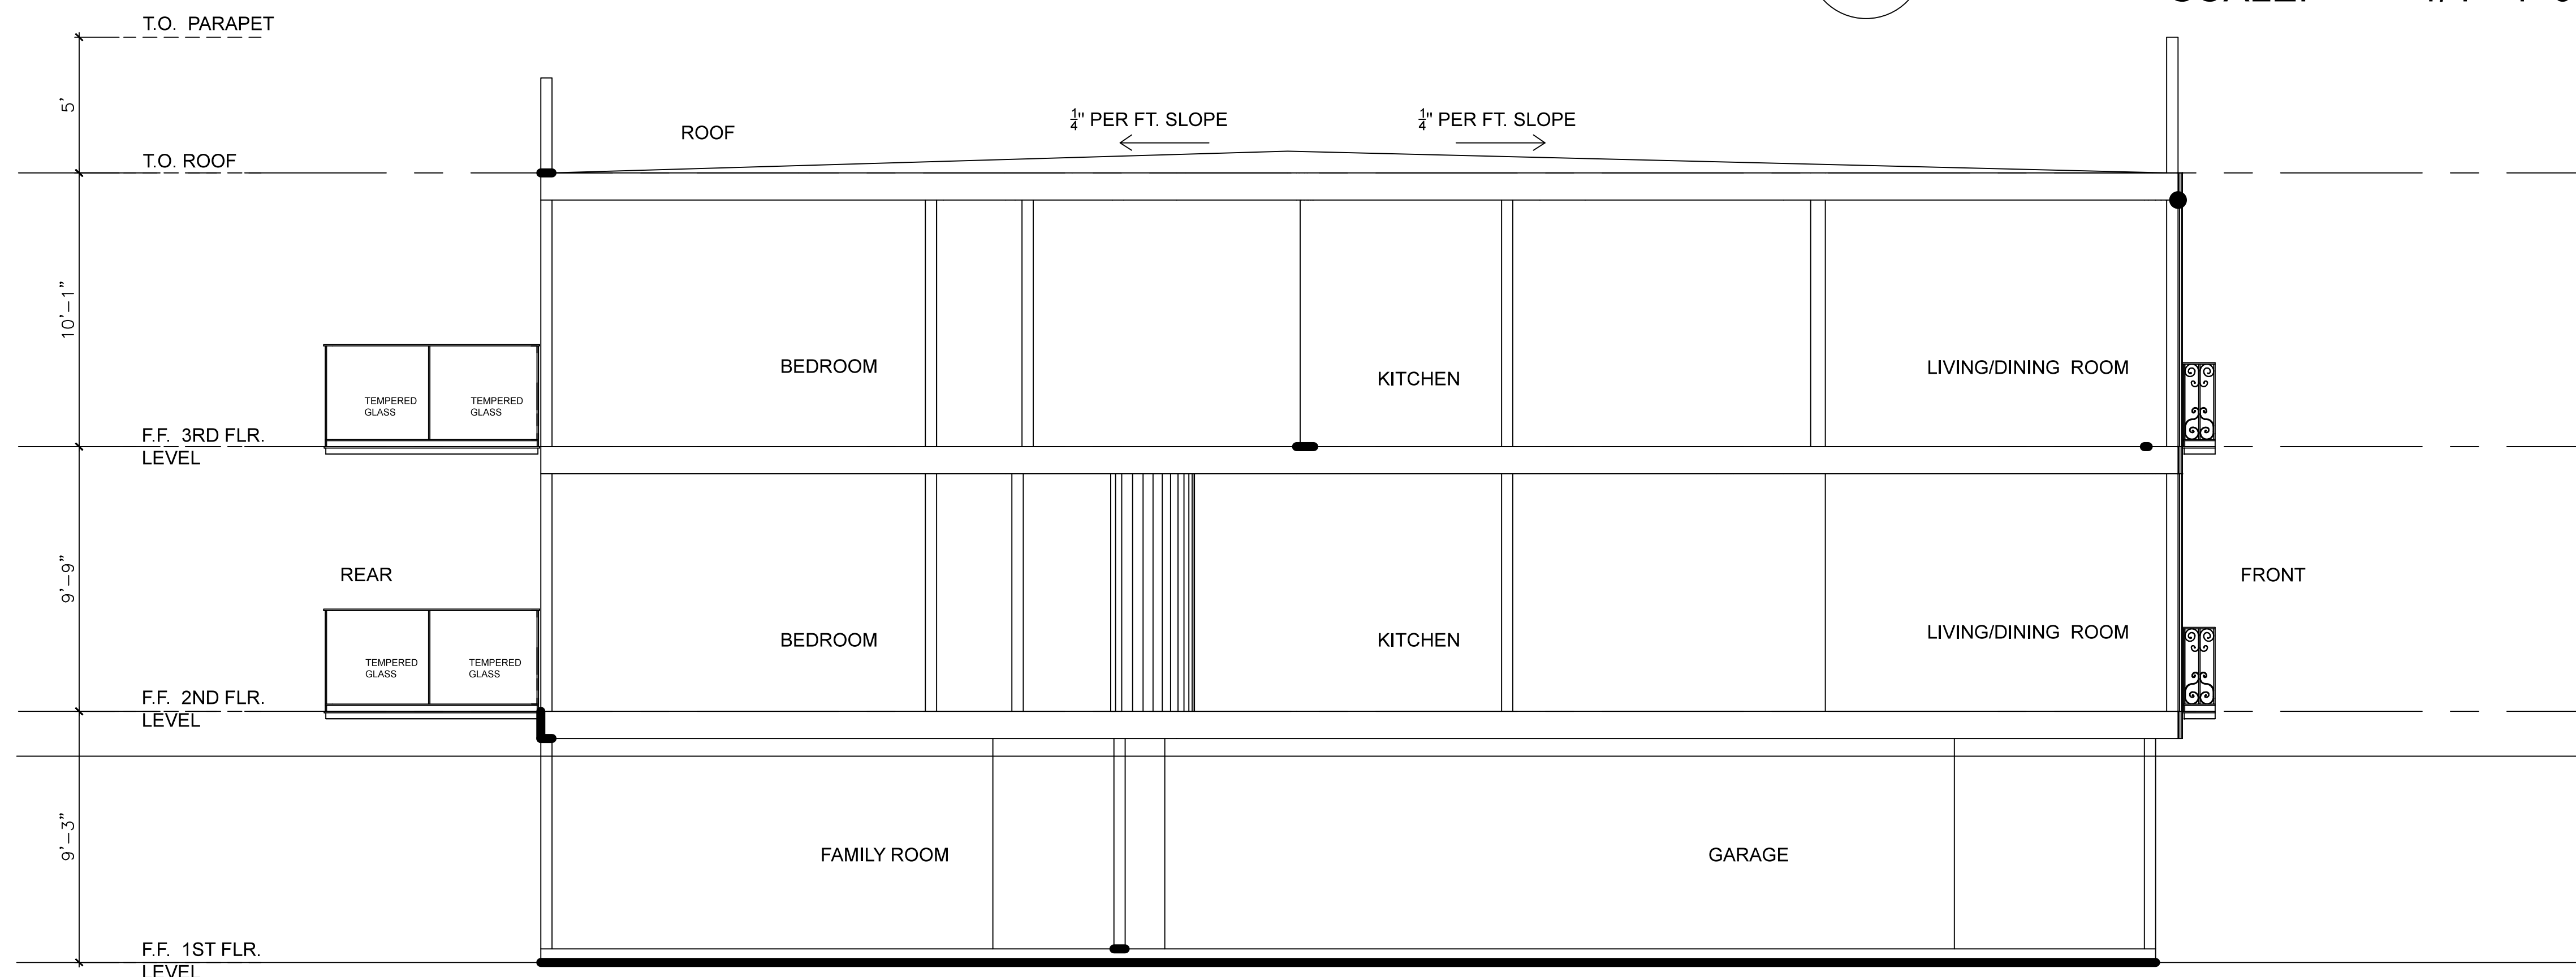 T.O. PARAPET
5'
ROOF
1/4" PER FT. SLOPE
1/4" PER FT. SLOPE
T.O. ROOF
10'-1"
BEDROOM
KITCHEN
LIVING/DINING ROOM
TEMPERED
GLASS
TEMPERED
GLASS
F.F. 3RD FLR.
LEVEL
9'-9"
REAR
FRONT
BEDROOM
KITCHEN
LIVING/DINING ROOM
TEMPERED
GLASS
TEMPERED
GLASS
F.F. 2ND FLR.
LEVEL
9'-3"
FAMILY ROOM
GARAGE
F.F. 1ST FLR.
LEVEL